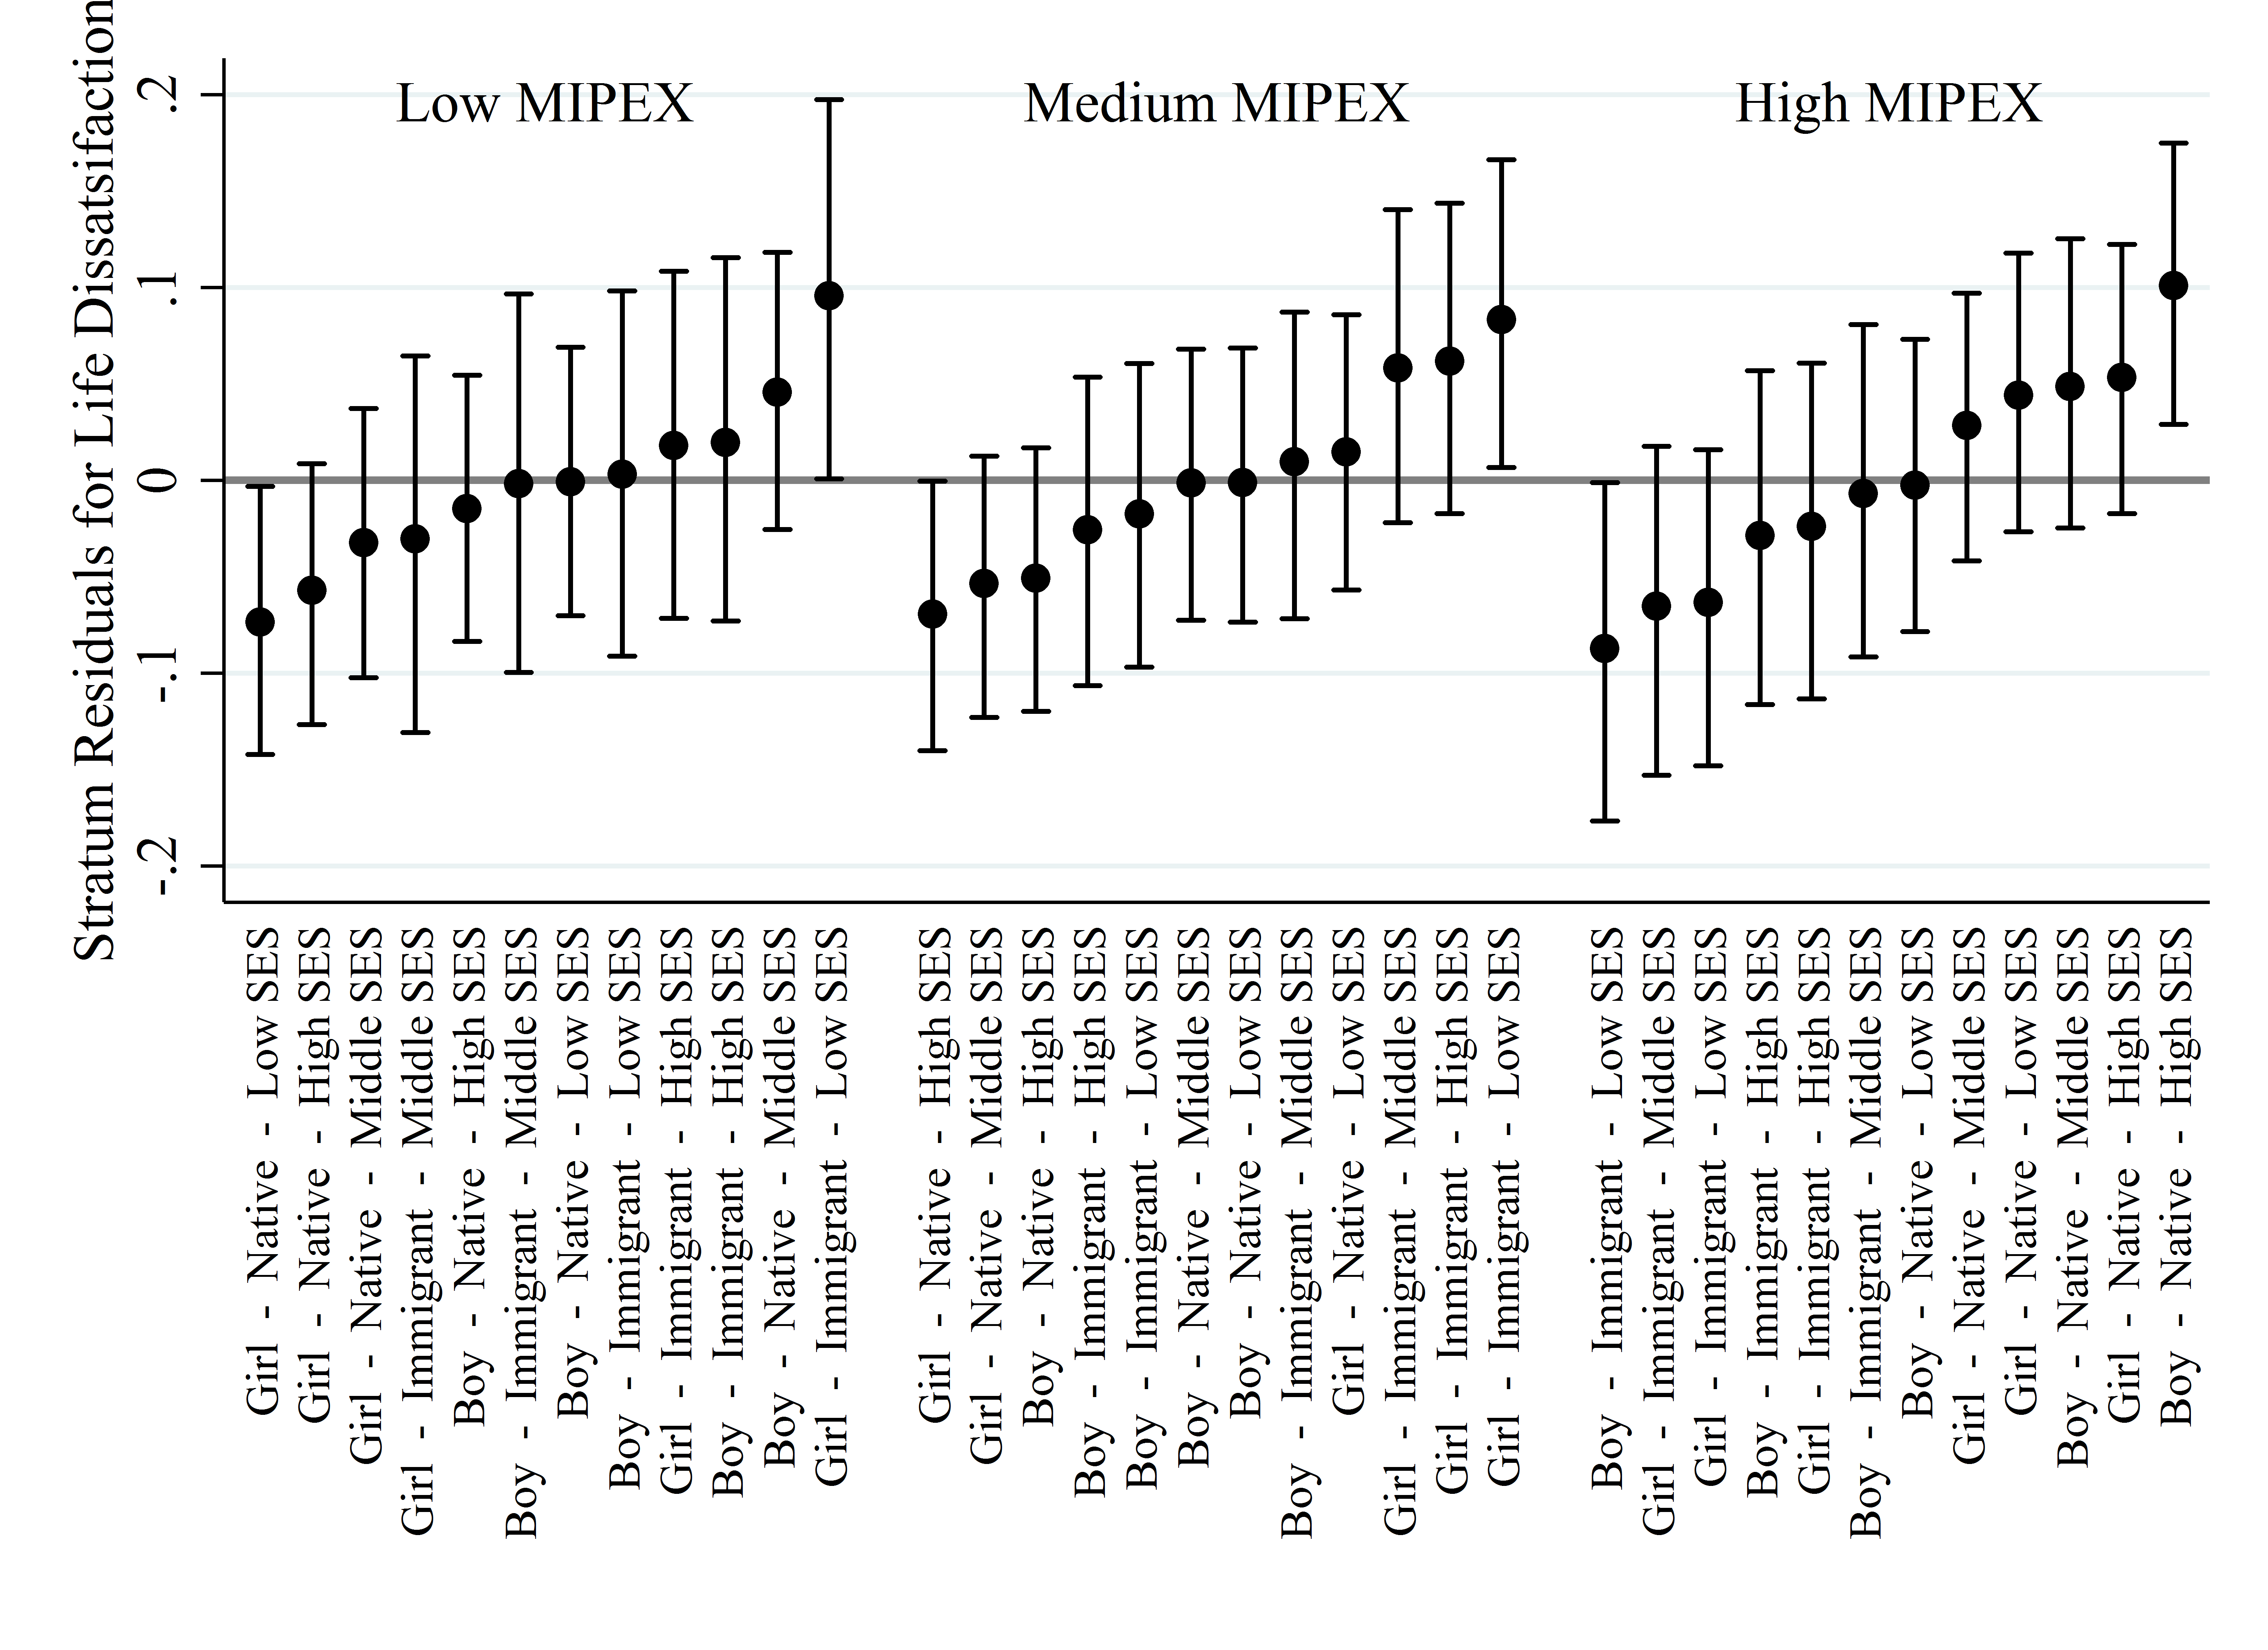 Stratum Residuals for Life Dissatsifaction
.2
.1
0
-.1
-.2
Low MIPEX
Medium MIPEX
High MIPEX
Girl - Native - Low SES
Girl - Native - High SES
Girl - Native - Middle SES
Girl - Immigrant - Middle SES
Boy - Native - High SES
Boy - Immigrant - Middle SES
Boy - Native - Low SES
Boy - Immigrant - Low SES
Girl - Immigrant - High SES
Boy - Immigrant - High SES
Boy - Native - Middle SES
Girl - Immigrant - Low SES
Girl - Native - High SES
Girl - Native - Middle SES
Boy - Native - High SES
Boy - Immigrant - High SES
Boy - Immigrant - Low SES
Boy - Native - Middle SES
Boy - Native - Low SES
Boy - Immigrant - Middle SES
Girl - Native - Low SES
Girl - Immigrant - Middle SES
Girl - Immigrant - High SES
Girl - Immigrant - Low SES
Boy - Immigrant - Low SES
Girl - Immigrant - Middle SES
Girl - Immigrant - Low SES
Boy - Immigrant - High SES
Girl - Immigrant - High SES
Boy - Immigrant - Middle SES
Boy - Native - Low SES
Girl - Native - Middle SES
Girl - Native - Low SES
Boy - Native - Middle SES
Girl - Native - High SES
Boy - Native - High SES